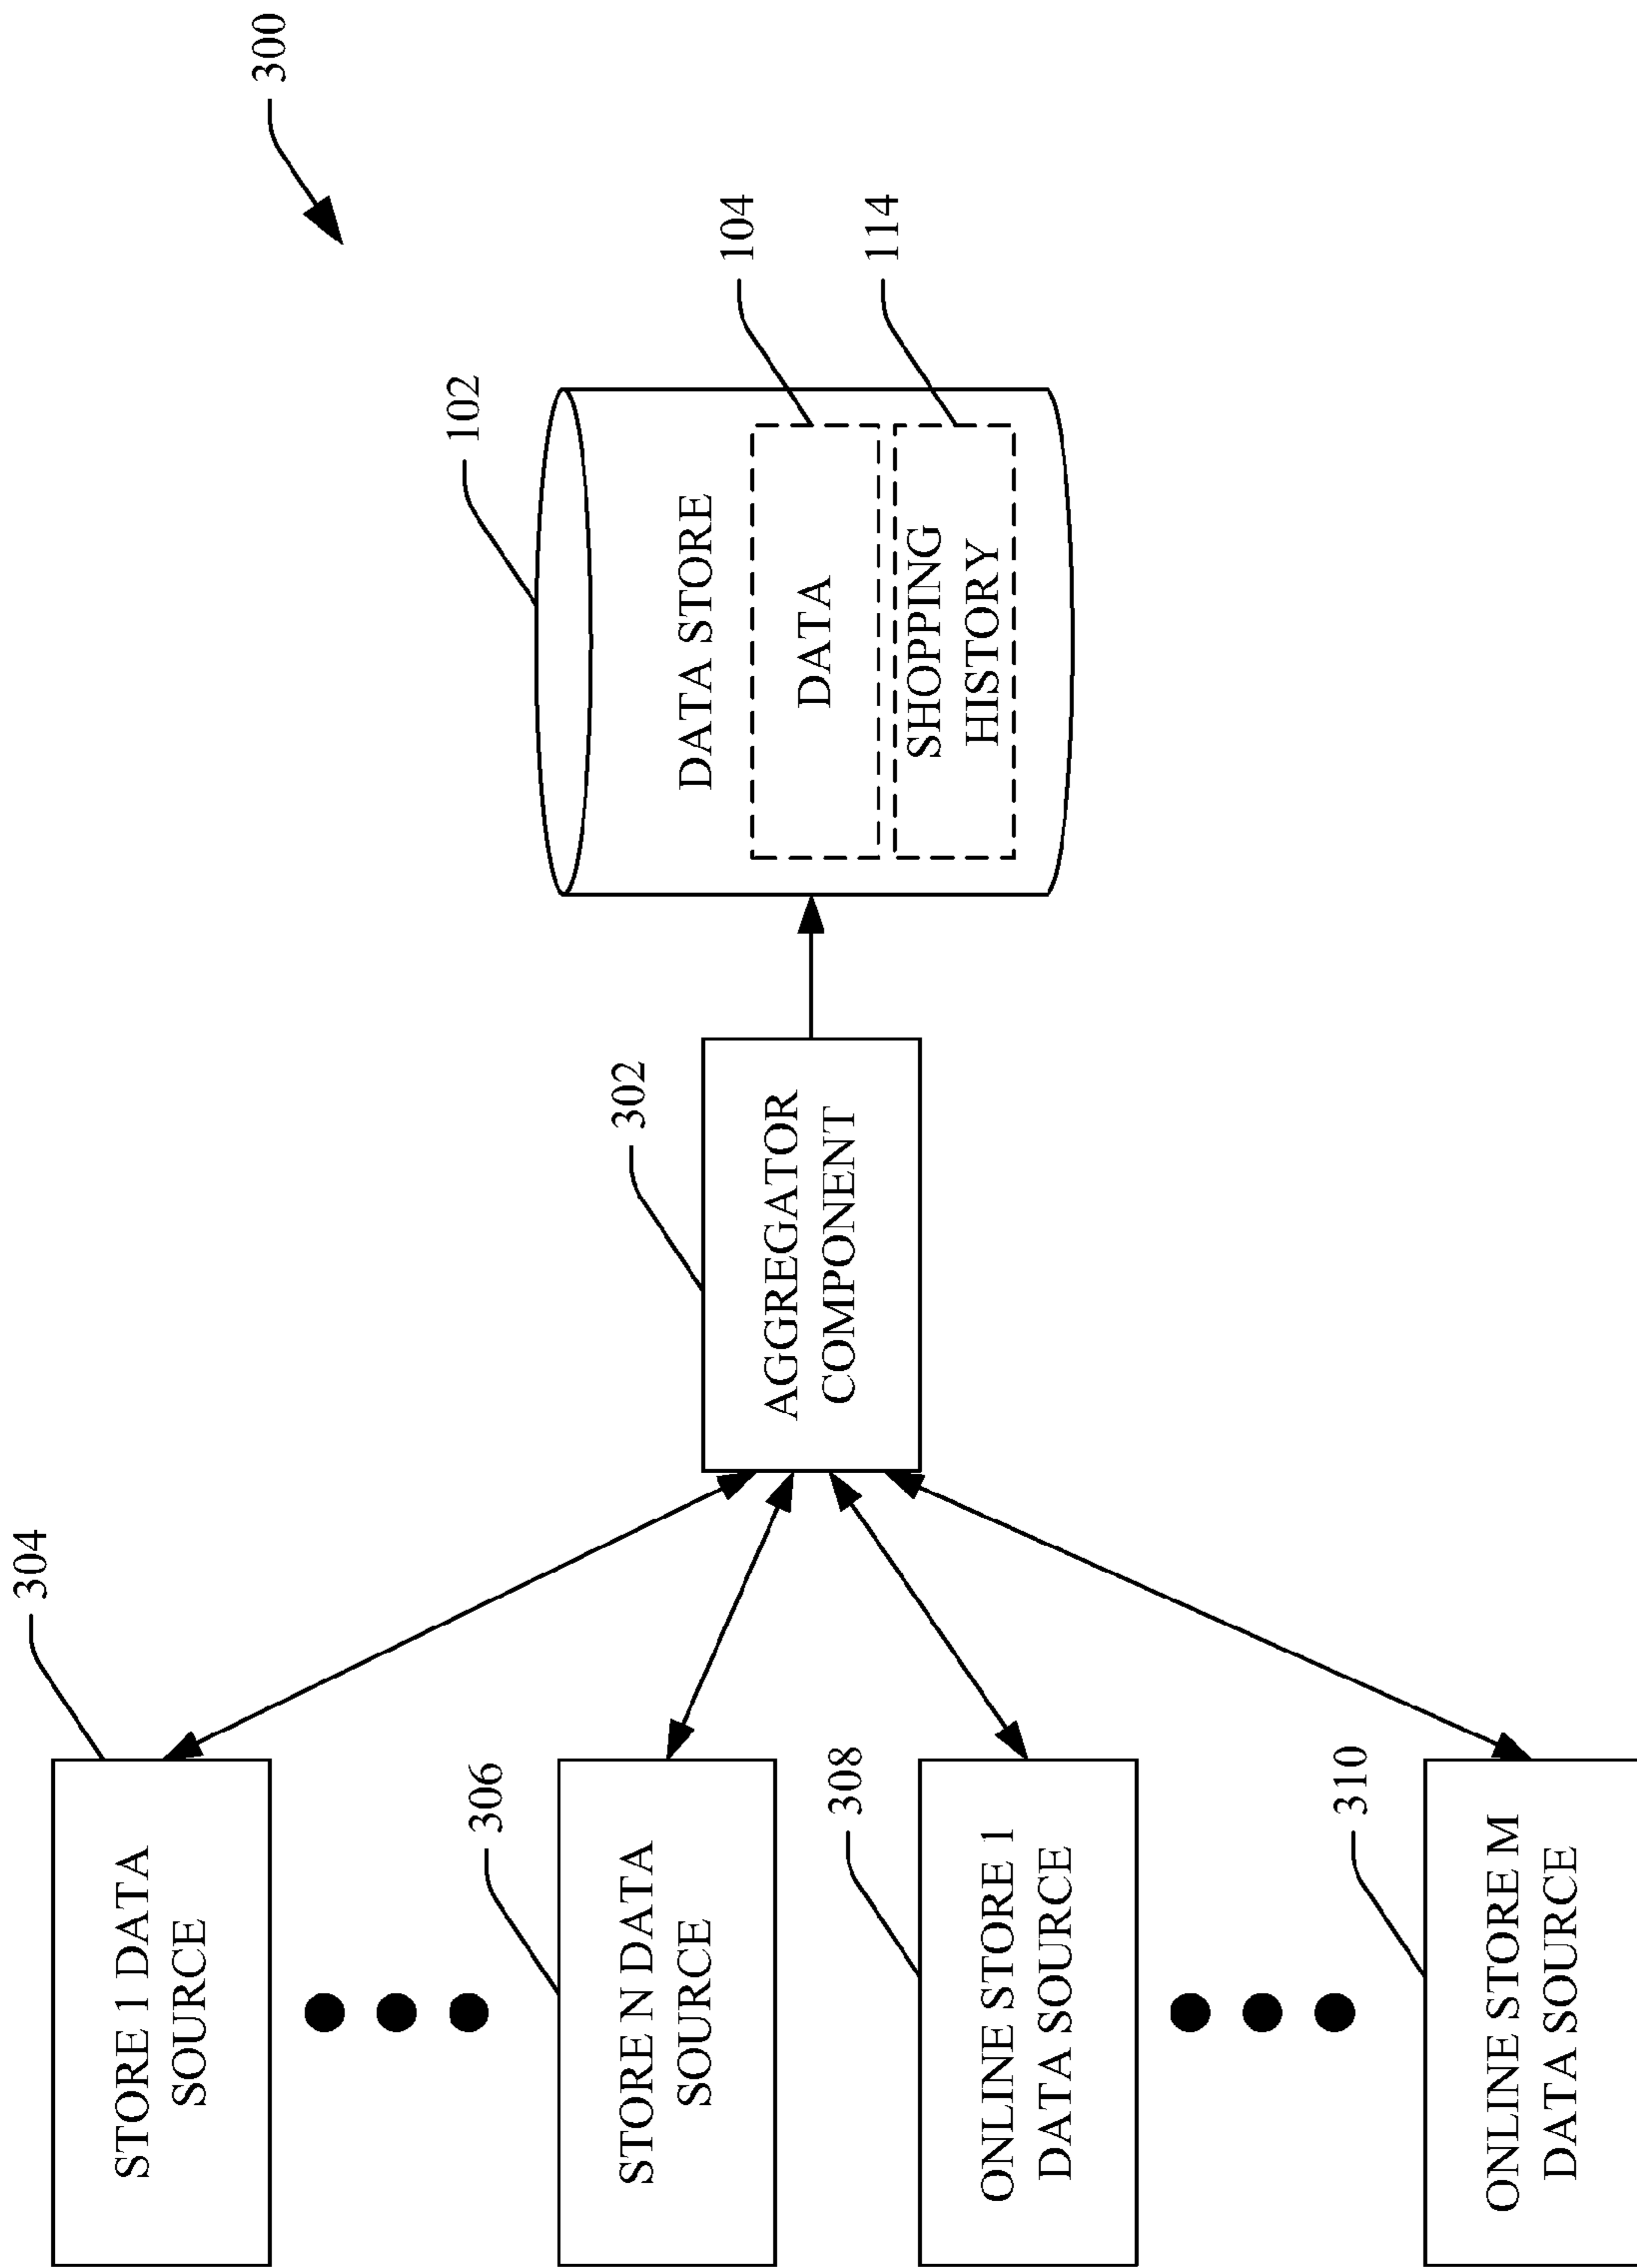 300
304
STORE 1 DATA
SOURCE
306
STORE N DATA
SOURCE
308
ONLINE STORE 1
DATA SOURCE
310
ONLINE STORE M
DATA SOURCE
302
AGGREGATOR
COMPONENT
102
DATA STORE
104
DATA
114
SHOPPING
HISTORY